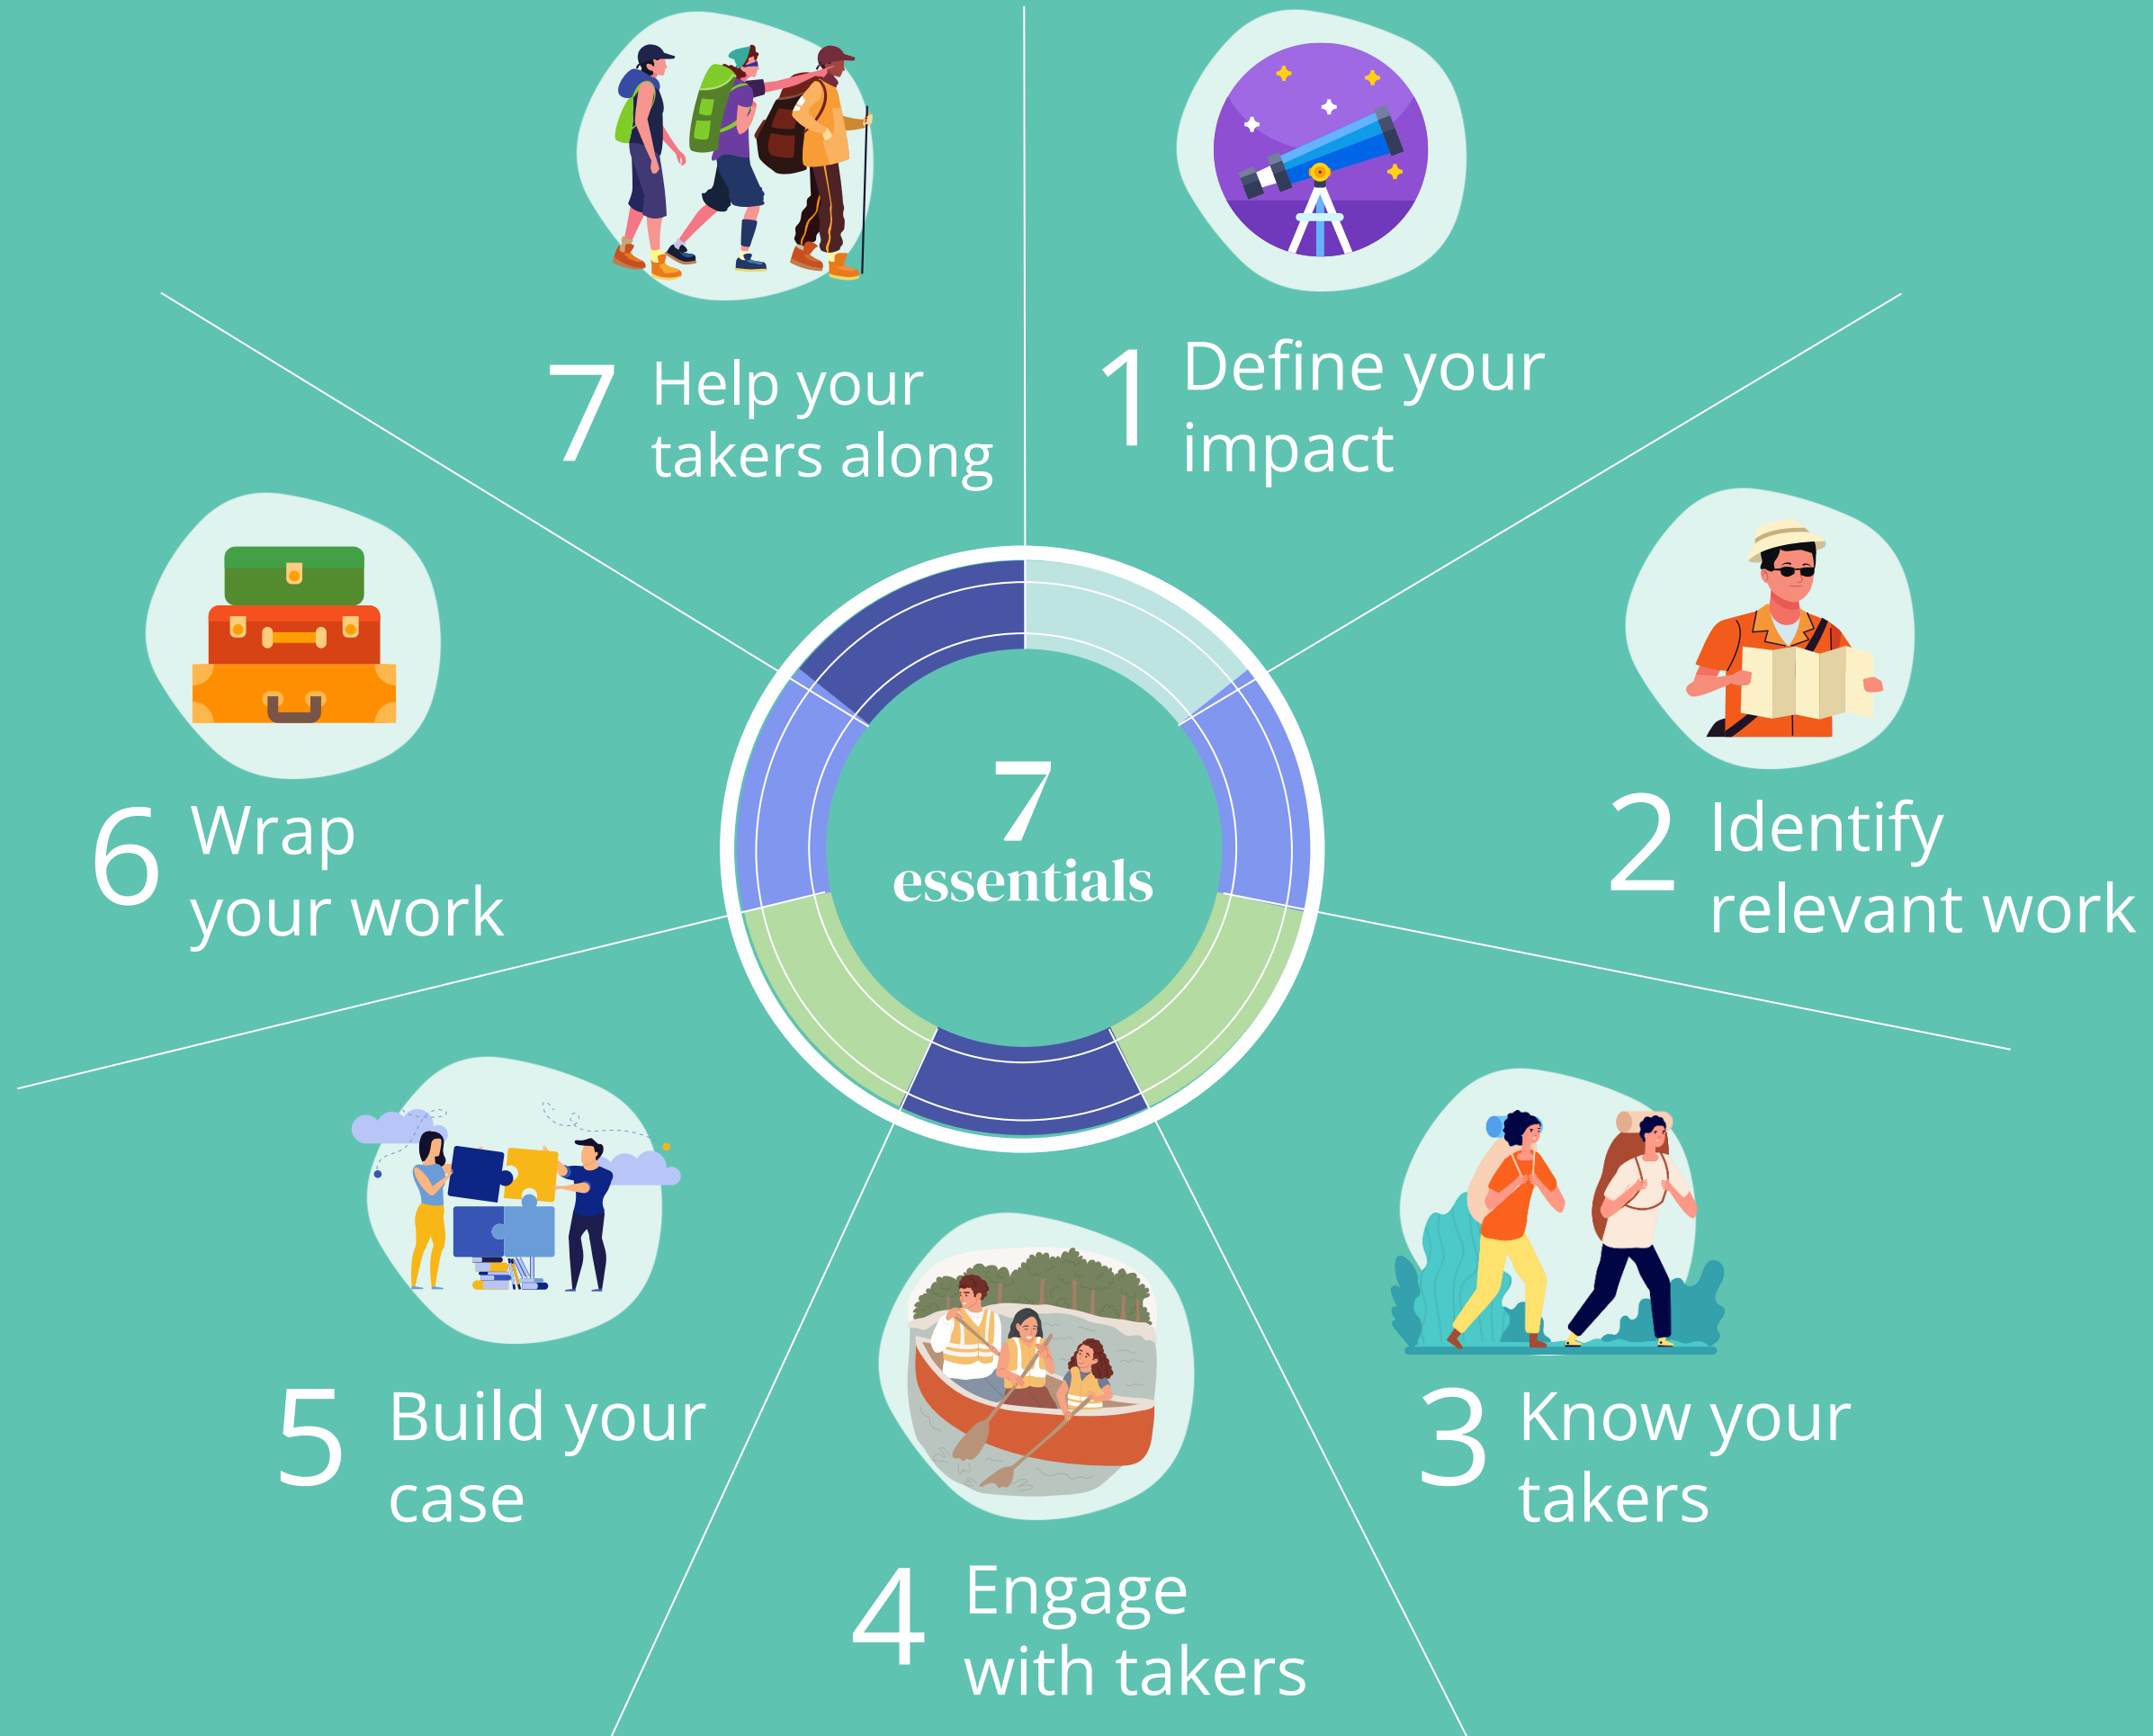 7
essentials
1
Define your
impact
2
Identify
relevant work
3
Know your
takers
4
Engage
with takers
5
Build your
case
6
Wrap
your work
7
Help your
takers along